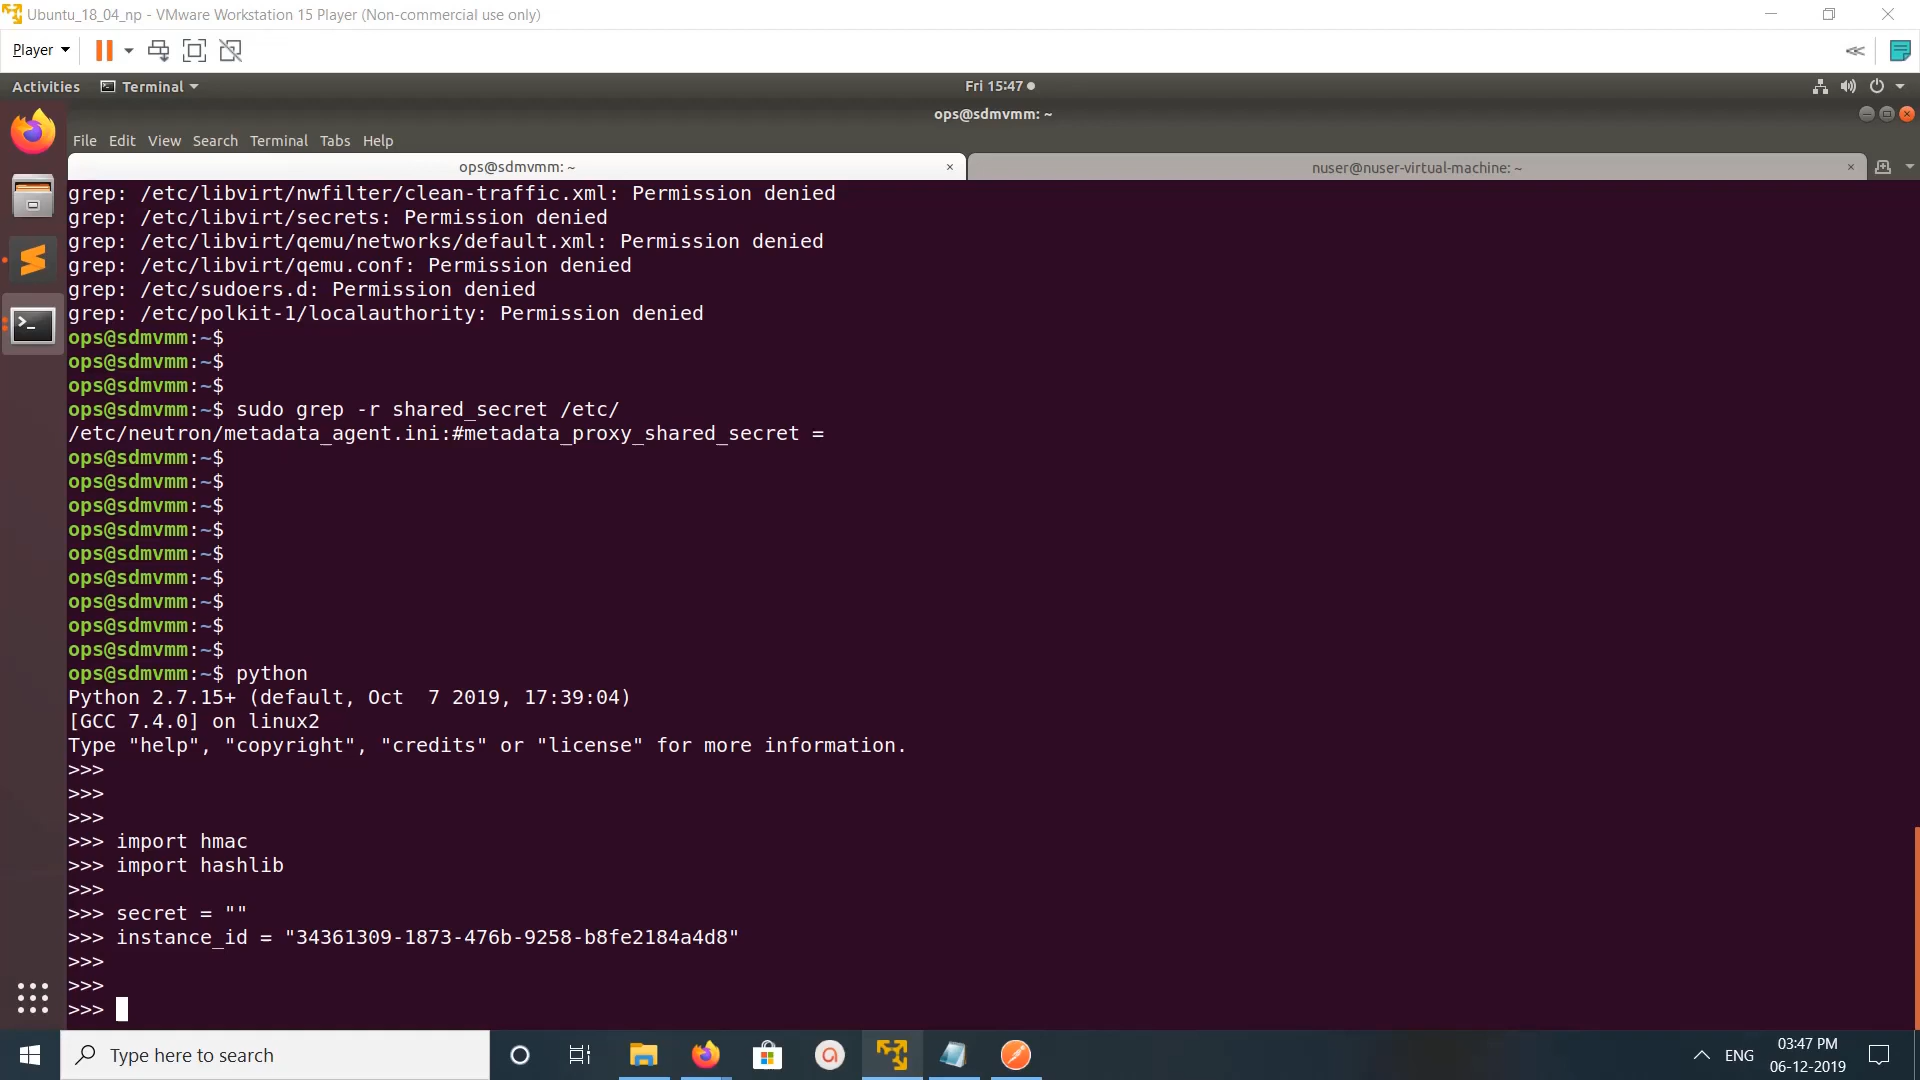 Ubuntu_18_04_np - VMware Workstation 15 Player (Non-commercial use only)
Player
Activities Terminal Fri 15:47
ops@sdmvmm: ~
File Edit View Search Terminal Tabs Help
ops@sdmvmm: ~ × nuser@nuser-virtual-machine: ~ ×
grep: /etc/libvirt/nwfilter/clean-traffic.xml: Permission denied
grep: /etc/libvirt/secrets: Permission denied
grep: /etc/libvirt/qemu/networks/default.xml: Permission denied
grep: /etc/libvirt/qemu.conf: Permission denied
grep: /etc/sudoers.d: Permission denied
grep: /etc/polkit-1/localauthority: Permission denied
ops@sdmvmm:~$
ops@sdmvmm:~$
ops@sdmvmm:~$
ops@sdmvmm:~$ sudo grep -r shared_secret /etc/
/etc/neutron/metadata_agent.ini:#metadata_proxy_shared_secret =
ops@sdmvmm:~$
ops@sdmvmm:~$
ops@sdmvmm:~$
ops@sdmvmm:~$
ops@sdmvmm:~$
ops@sdmvmm:~$
ops@sdmvmm:~$
ops@sdmvmm:~$
ops@sdmvmm:~$
ops@sdmvmm:~$ python
Python 2.7.15+ (default, Oct  7 2019, 17:39:04)
[GCC 7.4.0] on linux2
Type "help", "copyright", "credits" or "license" for more information.
>>>
>>>
>>>
>>> import hmac
>>> import hashlib
>>>
>>> secret = ""
>>> instance_id = "34361309-1873-476b-9258-b8fe2184a4d8"
>>>
>>>
>>>
Type here to search
ENG
03:47 PM
06-12-2019